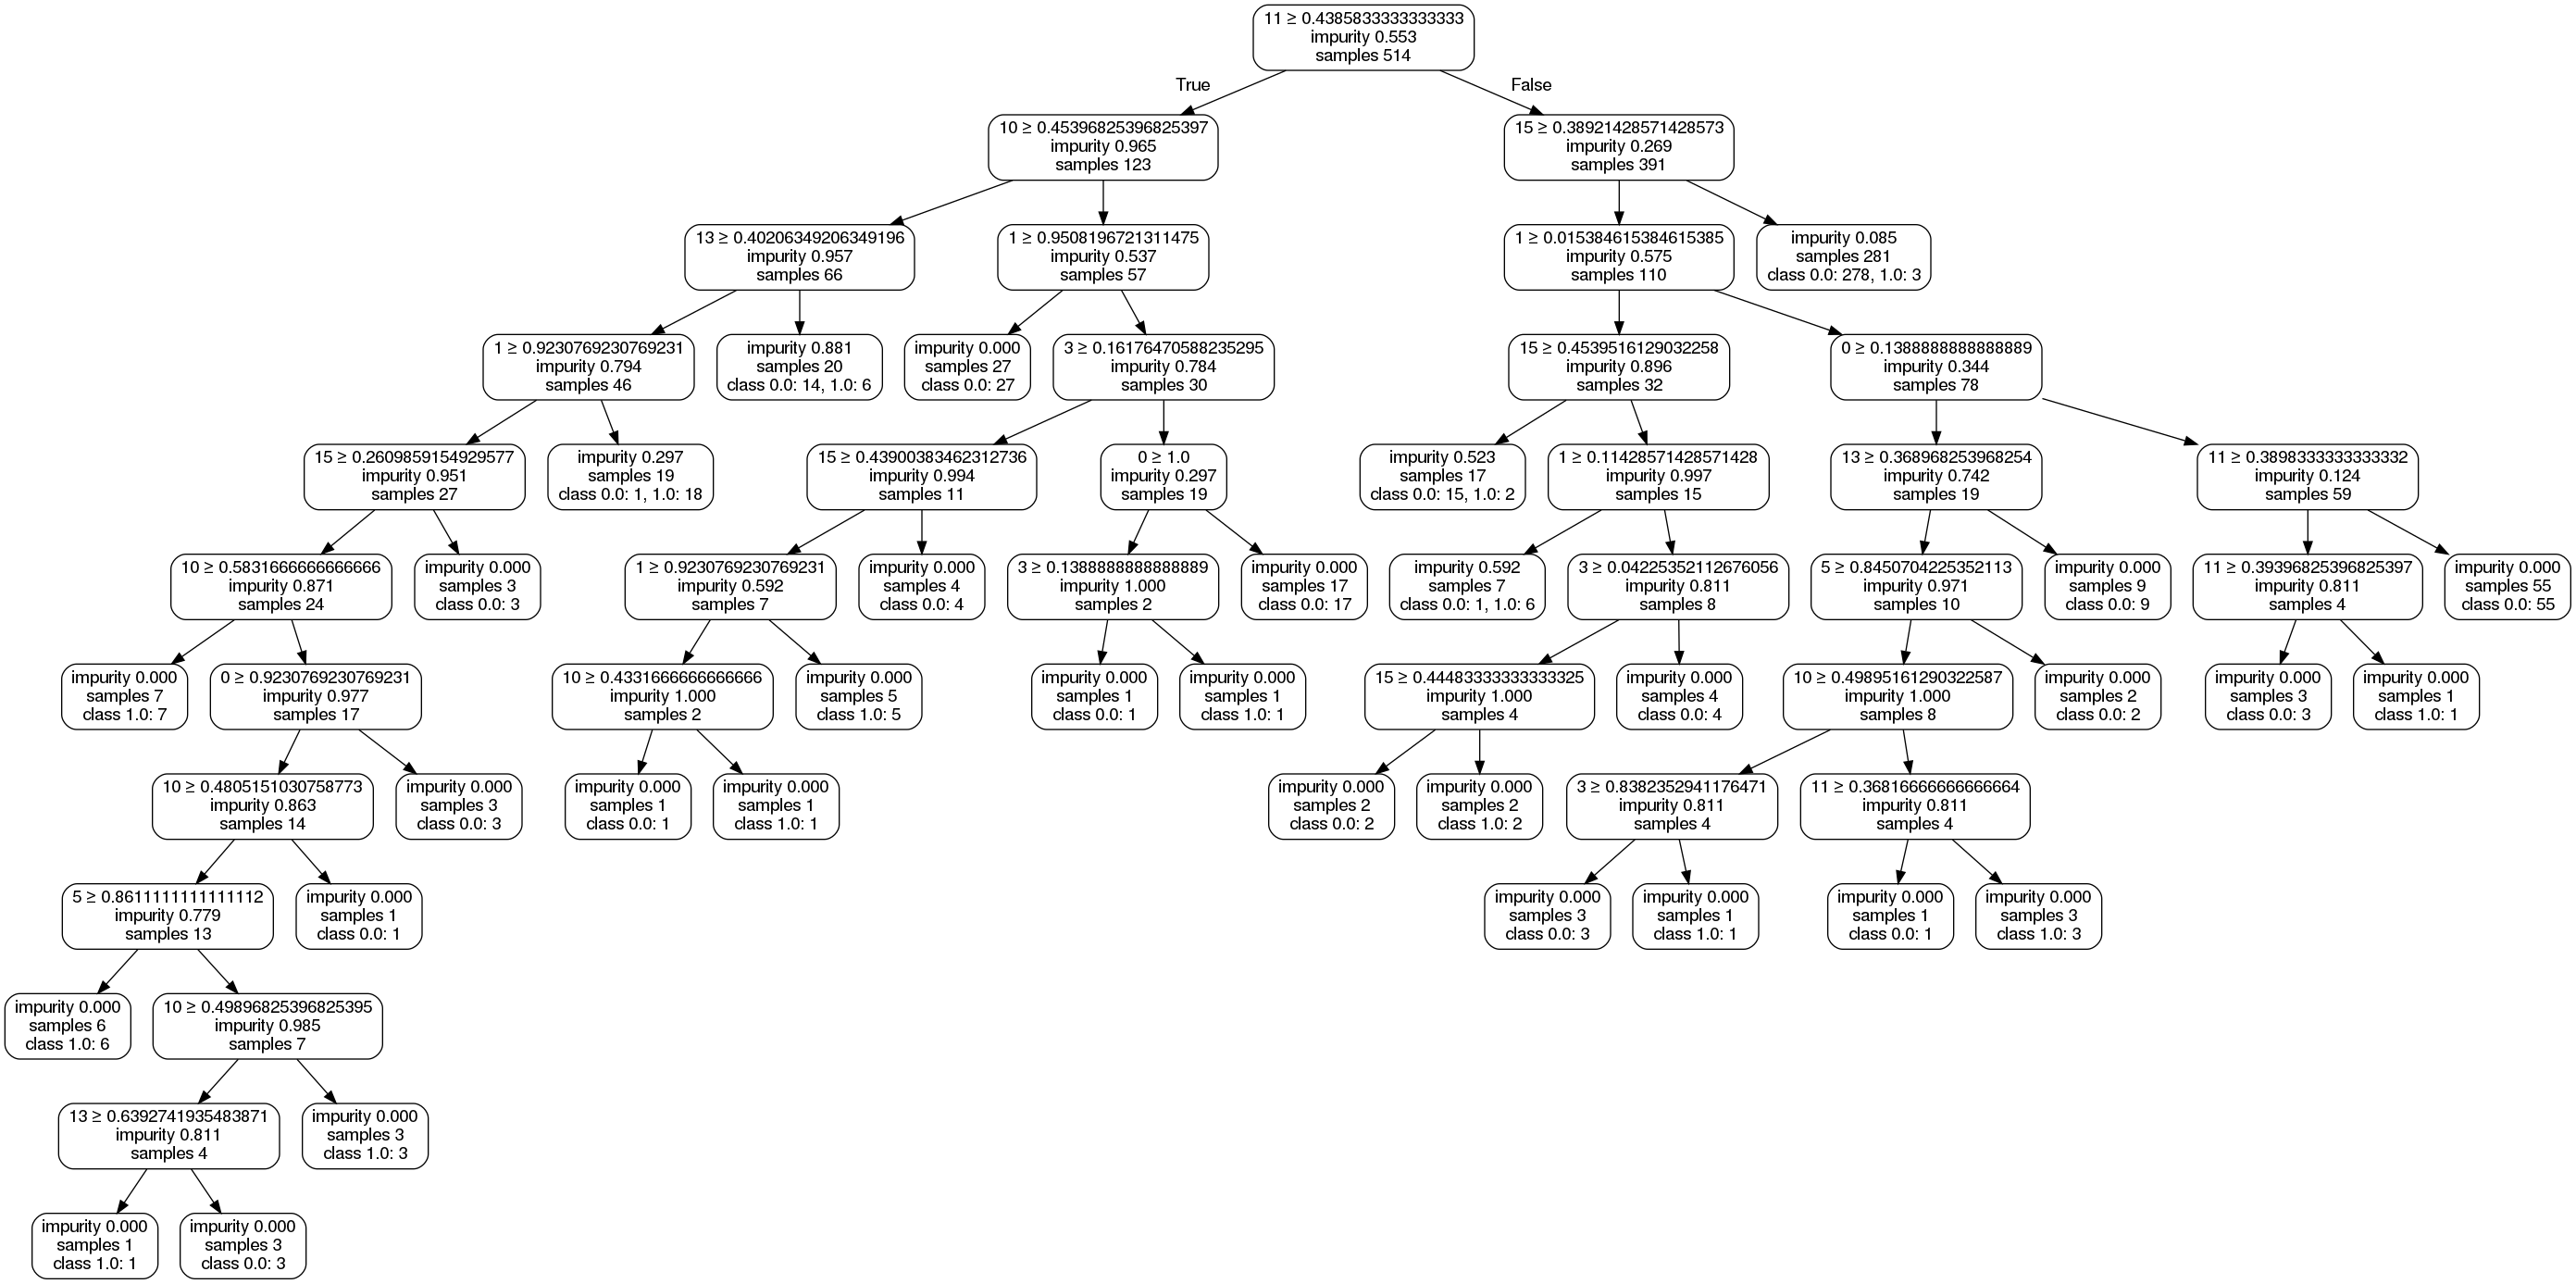 11 ≥ 0.4385833333333333
impurity 0.553
samples 514
True
False
10 ≥ 0.45396825396825397
impurity 0.965
samples 123
15 ≥ 0.38921428571428573
impurity 0.269
samples 391
13 ≥ 0.40206349206349196
impurity 0.957
samples 66
1 ≥ 0.9508196721311475
impurity 0.537
samples 57
1 ≥ 0.015384615384615385
impurity 0.575
samples 110
impurity 0.085
samples 281
class 0.0: 278, 1.0: 3
1 ≥ 0.9230769230769231
impurity 0.794
samples 46
impurity 0.881
samples 20
class 0.0: 14, 1.0: 6
impurity 0.000
samples 27
class 0.0: 27
3 ≥ 0.16176470588235295
impurity 0.784
samples 30
15 ≥ 0.4539516129032258
impurity 0.896
samples 32
0 ≥ 0.1388888888888889
impurity 0.344
samples 78
15 ≥ 0.2609859154929577
impurity 0.951
samples 27
impurity 0.297
samples 19
class 0.0: 1, 1.0: 18
15 ≥ 0.43900383462312736
impurity 0.994
samples 11
0 ≥ 1.0
impurity 0.297
samples 19
impurity 0.523
samples 17
class 0.0: 15, 1.0: 2
1 ≥ 0.11428571428571428
impurity 0.997
samples 15
13 ≥ 0.368968253968254
impurity 0.742
samples 19
11 ≥ 0.3898333333333332
impurity 0.124
samples 59
10 ≥ 0.5831666666666666
impurity 0.871
samples 24
impurity 0.000
samples 3
class 0.0: 3
1 ≥ 0.9230769230769231
impurity 0.592
samples 7
impurity 0.000
samples 4
class 0.0: 4
3 ≥ 0.1388888888888889
impurity 1.000
samples 2
impurity 0.000
samples 17
class 0.0: 17
impurity 0.592
samples 7
class 0.0: 1, 1.0: 6
3 ≥ 0.04225352112676056
impurity 0.811
samples 8
5 ≥ 0.8450704225352113
impurity 0.971
samples 10
impurity 0.000
samples 9
class 0.0: 9
11 ≥ 0.39396825396825397
impurity 0.811
samples 4
impurity 0.000
samples 55
class 0.0: 55
impurity 0.000
samples 7
class 1.0: 7
0 ≥ 0.9230769230769231
impurity 0.977
samples 17
10 ≥ 0.4331666666666666
impurity 1.000
samples 2
impurity 0.000
samples 5
class 1.0: 5
impurity 0.000
samples 1
class 0.0: 1
impurity 0.000
samples 1
class 1.0: 1
15 ≥ 0.44483333333333325
impurity 1.000
samples 4
impurity 0.000
samples 4
class 0.0: 4
10 ≥ 0.49895161290322587
impurity 1.000
samples 8
impurity 0.000
samples 2
class 0.0: 2
impurity 0.000
samples 3
class 0.0: 3
impurity 0.000
samples 1
class 1.0: 1
10 ≥ 0.4805151030758773
impurity 0.863
samples 14
impurity 0.000
samples 3
class 0.0: 3
impurity 0.000
samples 1
class 0.0: 1
impurity 0.000
samples 1
class 1.0: 1
impurity 0.000
samples 2
class 0.0: 2
impurity 0.000
samples 2
class 1.0: 2
3 ≥ 0.8382352941176471
impurity 0.811
samples 4
11 ≥ 0.36816666666666664
impurity 0.811
samples 4
5 ≥ 0.8611111111111112
impurity 0.779
samples 13
impurity 0.000
samples 1
class 0.0: 1
impurity 0.000
samples 3
class 0.0: 3
impurity 0.000
samples 1
class 1.0: 1
impurity 0.000
samples 1
class 0.0: 1
impurity 0.000
samples 3
class 1.0: 3
impurity 0.000
samples 6
class 1.0: 6
10 ≥ 0.49896825396825395
impurity 0.985
samples 7
13 ≥ 0.6392741935483871
impurity 0.811
samples 4
impurity 0.000
samples 3
class 1.0: 3
impurity 0.000
samples 1
class 1.0: 1
impurity 0.000
samples 3
class 0.0: 3